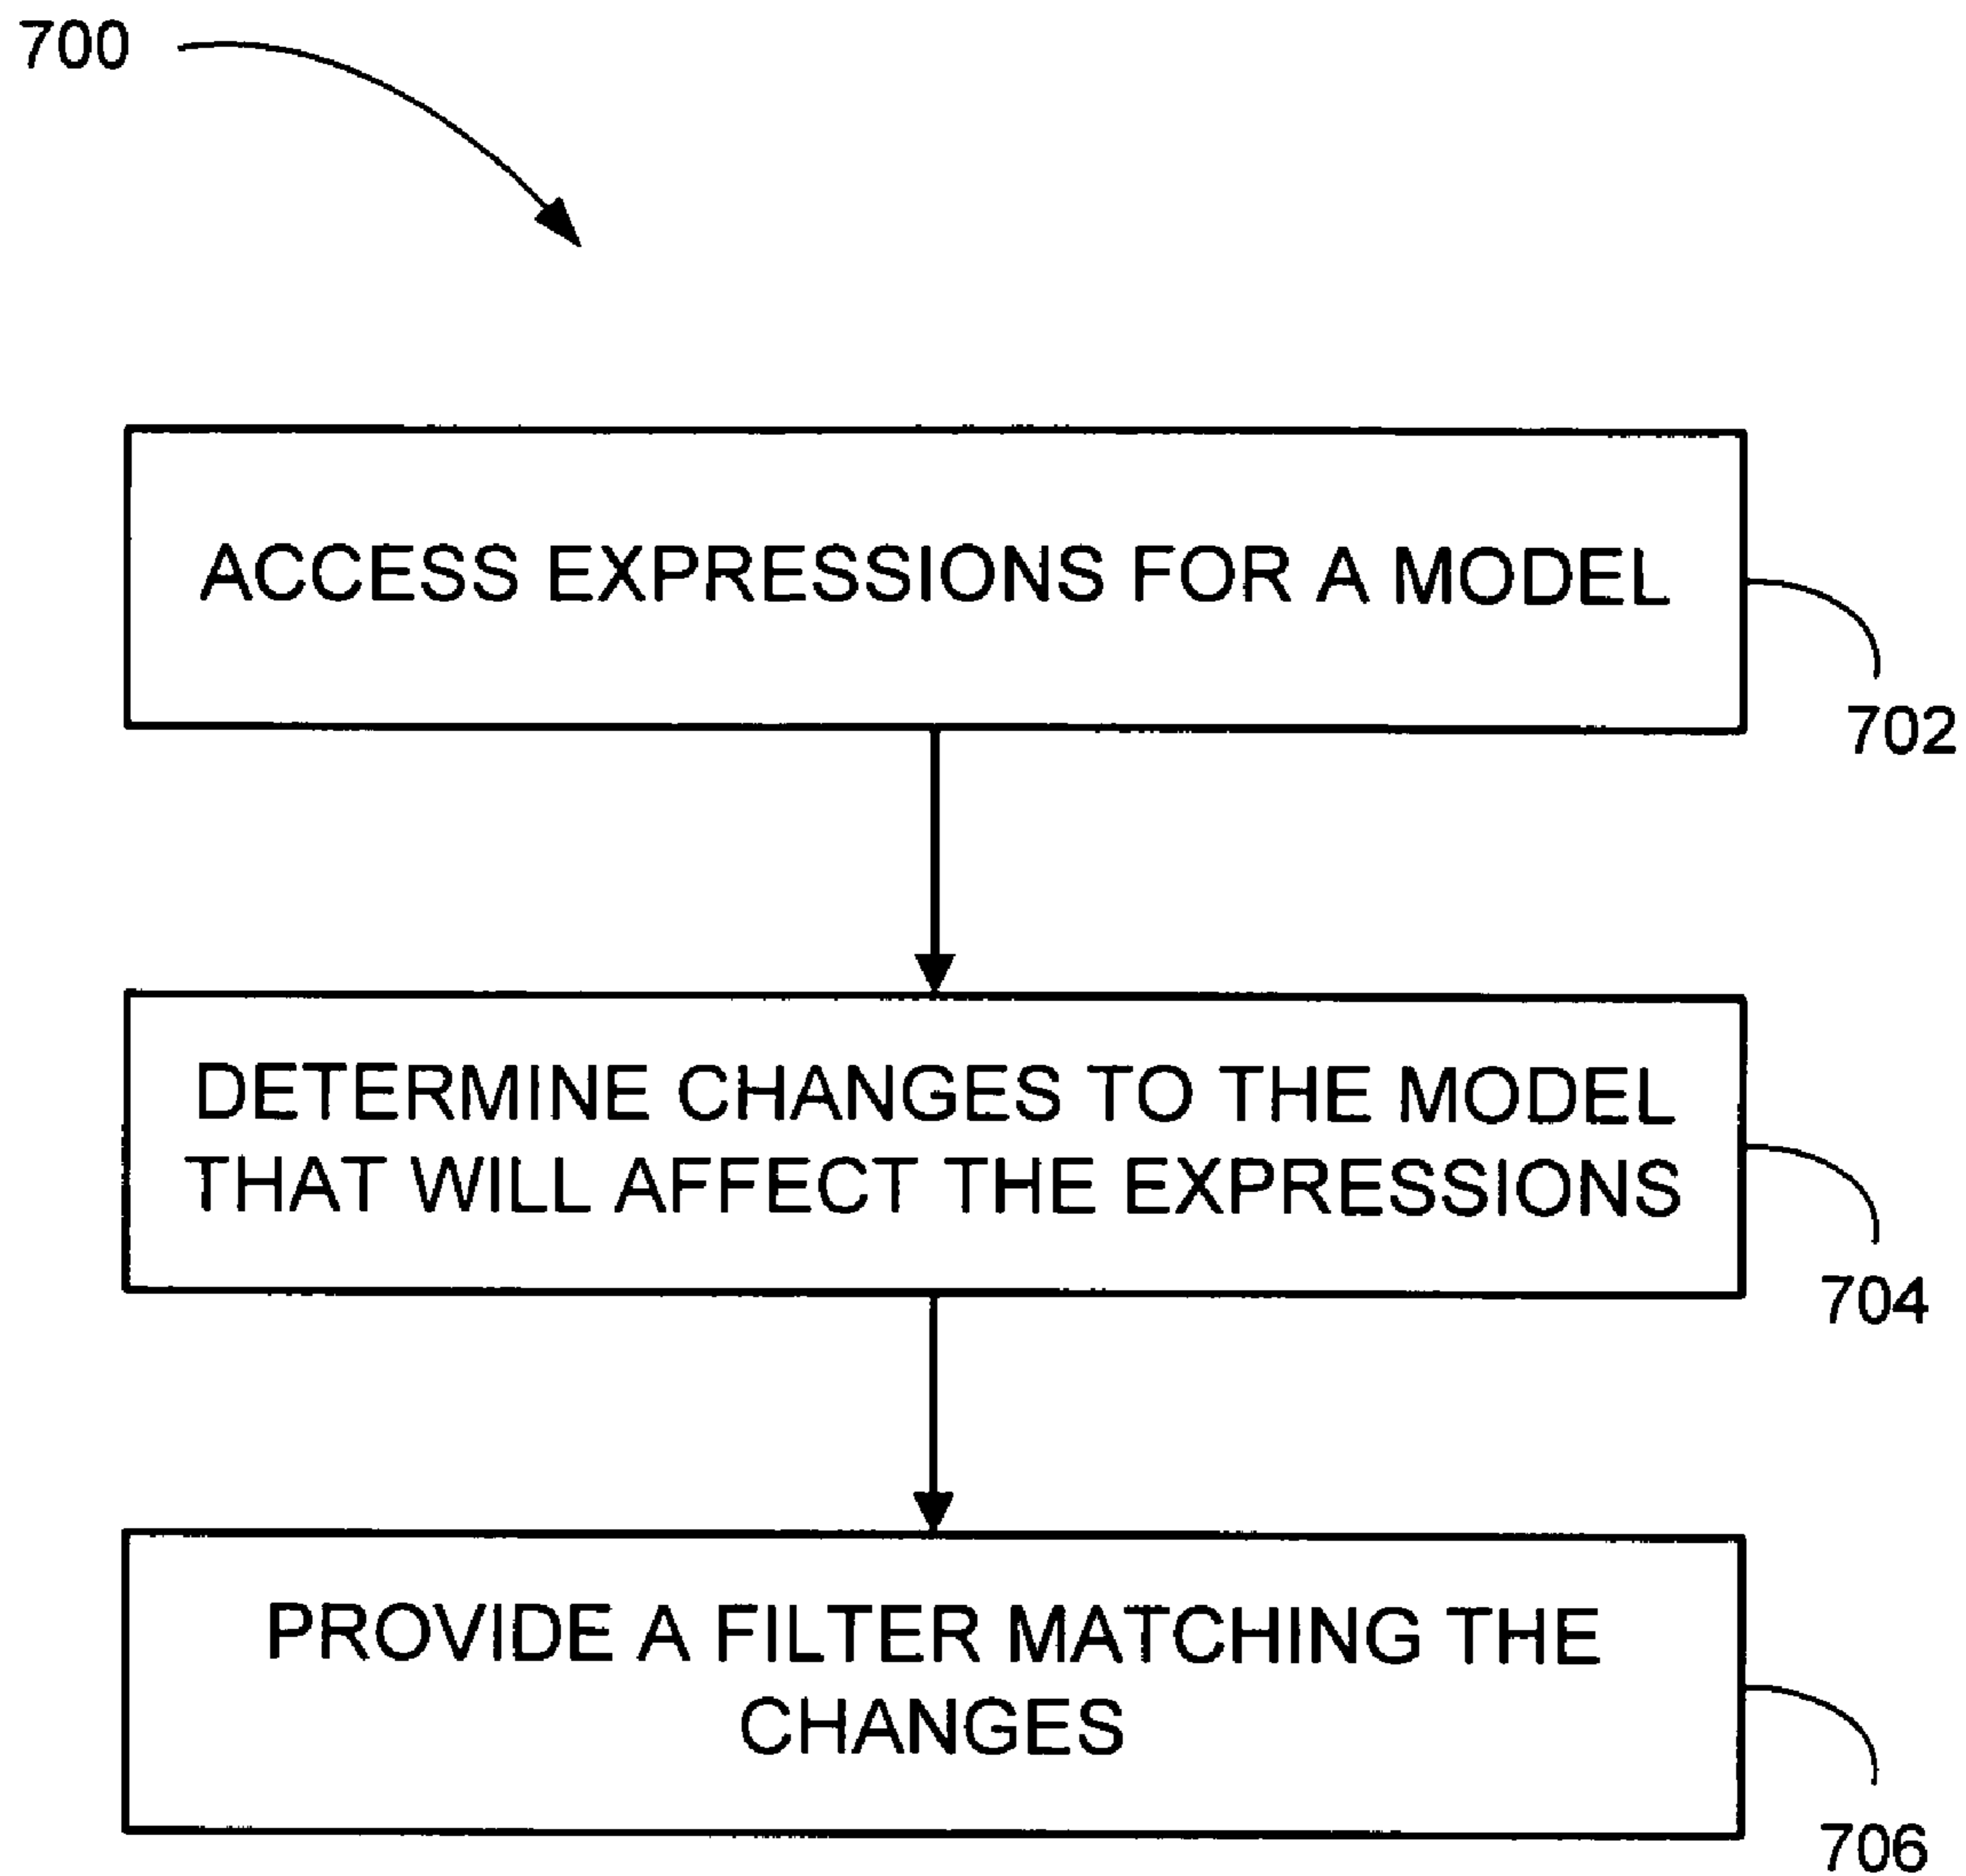 700
ACCESS EXPRESSIONS FOR A MODEL
702
DETERMINE CHANGES TO THE MODEL
THAT WILL AFFECT THE EXPRESSIONS
704
PROVIDE A FILTER MATCHING THE
CHANGES
706